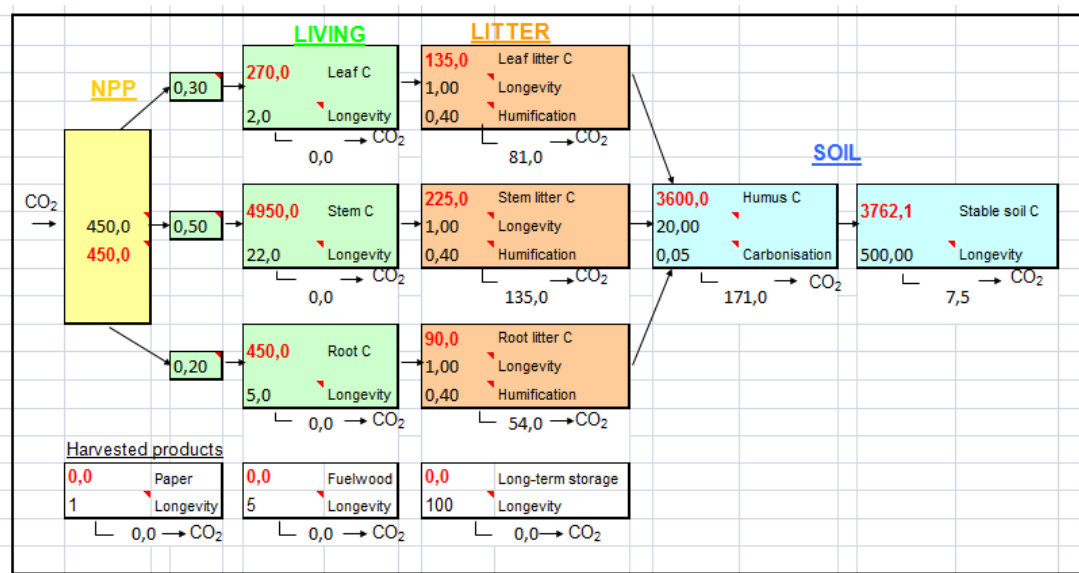 LIVING
LITTER
NPP
0,30
270,0 Leaf C
2,0 Longevity
0,0 CO2
135,0 Leaf litter C
1,00 Longevity
0,40 Humification
81,0 CO2
SOIL
CO2
450,0
450,0
0,50
4950,0 Stem C
22,0 Longevity
0,0 CO2
225,0 Stem litter C
1,00 Longevity
0,40 Humification
135,0 CO2
3600,0 Humus C
20,00
0,05 Carbonisation
171,0 CO2
3762,1 Stable soil C
500,00 Longevity
7,5 CO2
0,20
450,0 Root C
5,0 Longevity
0,0 CO2
90,0 Root litter C
1,00 Longevity
0,40 Humification
54,0 CO2
Harvested products
0,0 Paper
1 Longevity
0,0 CO2
0,0 Fuelwood
5 Longevity
0,0 CO2
0,0 Long-term storage
100 Longevity
0,0 CO2